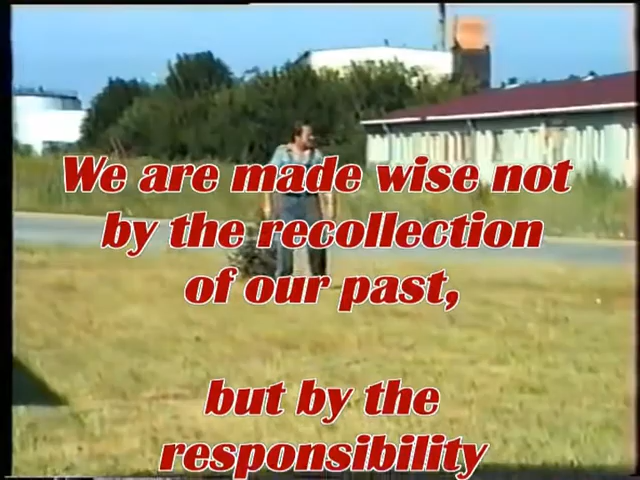 We are made wise not
by the recollection
of our past,
but by the
responsibility